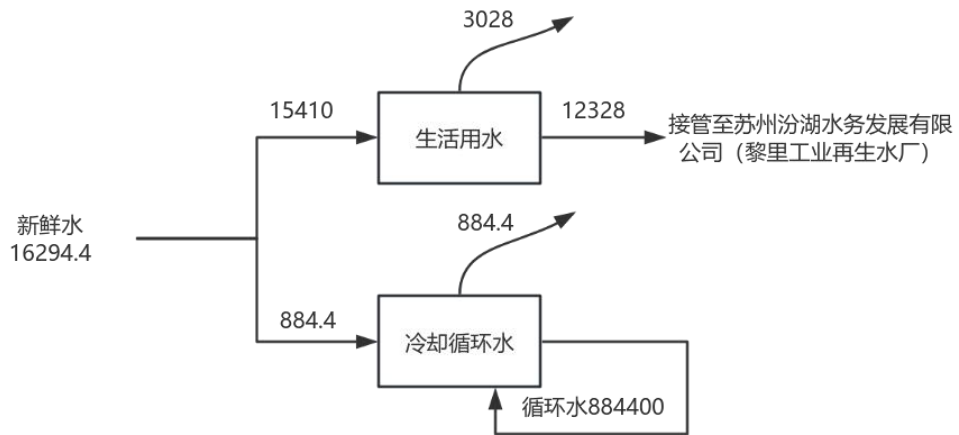 3028
15410
生活用水
12328
接管至苏州汾湖水务发展有限
公司（黎里工业再生水厂）
新鲜水
16294.4
884.4
884.4
冷却循环水
循环水884400